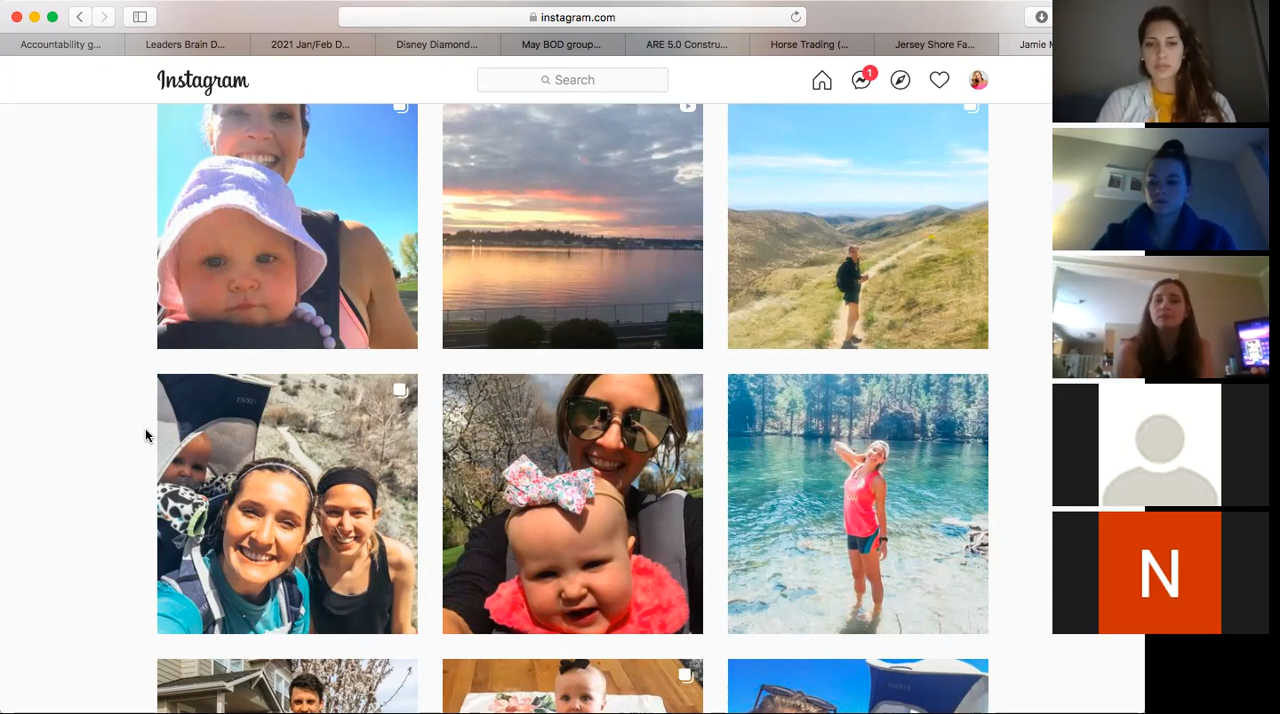 instagram.com
Accountability g...
Leaders Brain D...
2021 Jan/Feb D...
Disney Diamond...
May BOD group...
ARE 5.0 Constru...
Horse Trading (...
Jersey Shore Fa...
Jamie M
Instagram
Search
1
N